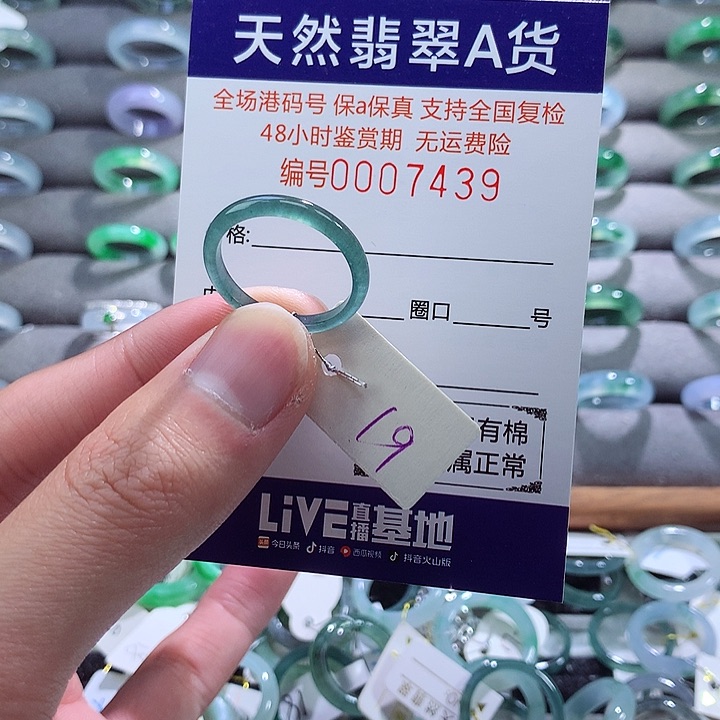 天然翡翠A货
全场港码号 保a保真 支持全国复检
48小时鉴赏期 无运费险
编号0007439
格:
圈口 号
19
有棉
属正常
LIVE直播基地
头条 今日头条 抖音 西瓜视频 抖音火山版